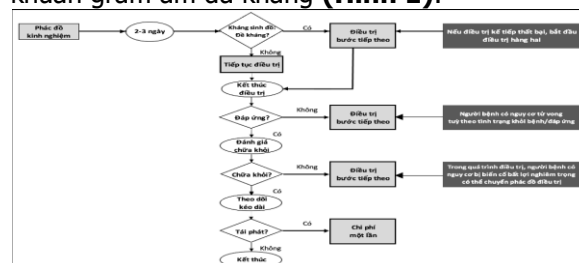 khuẩn gram âm đa kháng (Hình 2).
Phác đồ
kinh nghiệm
2-3 ngày
Kháng sinh đồ:
Đề kháng?
Có
Điều trị
bước tiếp theo
Nếu điều trị kế tiếp thất bại, bắt đầu
điều trị hàng hai
Không
Tiếp tục điều trị
Kết thúc
điều trị
Đáp ứng?
Không
Điều trị
bước tiếp theo
Người bệnh có nguy cơ tử vong
tuỳ theo tình trạng khỏi bệnh/đáp ứng
Có
Đánh giá
chữa khỏi
Chữa khỏi?
Không
Điều trị
bước tiếp theo
Trong quá trình điều trị, người bệnh có
nguy cơ bị biến cố bất lợi nghiêm trọng
có thể chuyển phác đồ điều trị
Có
Theo dõi
kéo dài
Tái phát?
Có
Chi phí
một lần
Không
Kết thúc